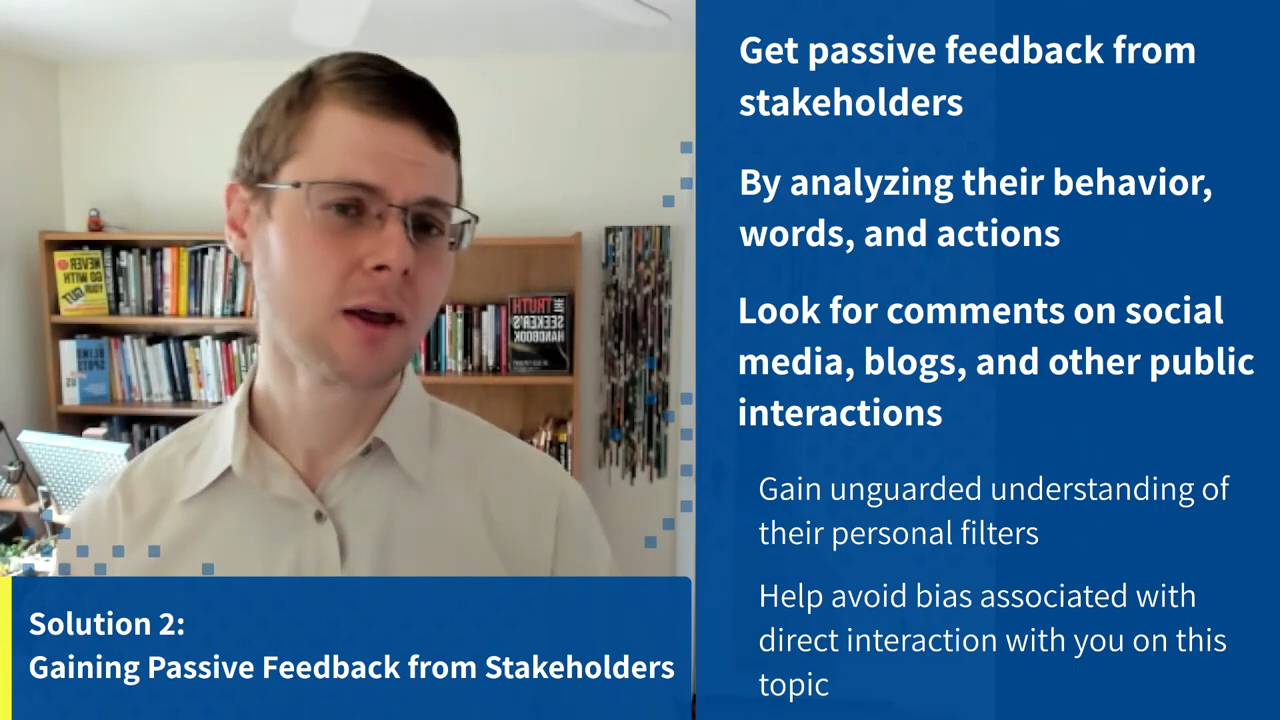 Get passive feedback from
stakeholders
By analyzing their behavior,
words, and actions
Look for comments on social
media, blogs, and other public
interactions
Gain unguarded understanding of
their personal filters
Help avoid bias associated with
direct interaction with you on this
topic
NEVER
GO WITH
YOUR
GUT
BLIND
SPOTS
US
THE
TRUTH
SEEKER'S
HANDBOOK
Solution 2:
Gaining Passive Feedback from Stakeholders